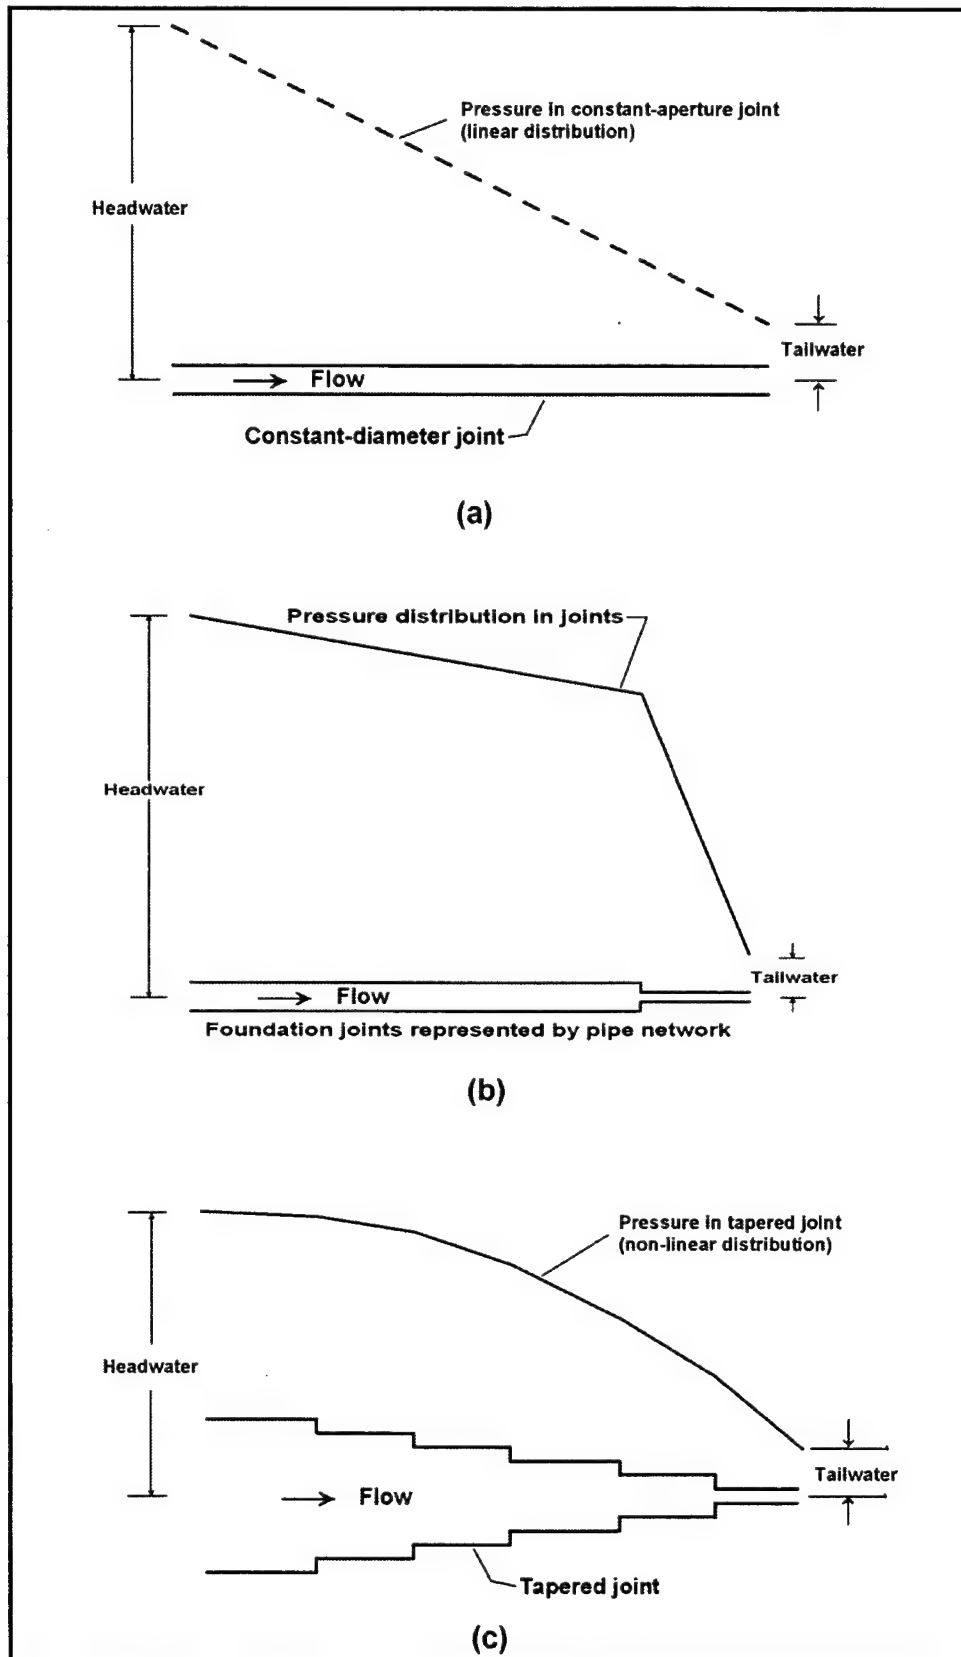 Pressure in constant-aperture joint
(linear distribution)
Headwater
Tailwater
Flow
Constant-diameter joint
(a)
Pressure distribution in joints
Headwater
Tailwater
Flow
Foundation joints represented by pipe network
(b)
Pressure in tapered joint
(non-linear distribution)
Headwater
Tailwater
Flow
Tapered joint
(c)